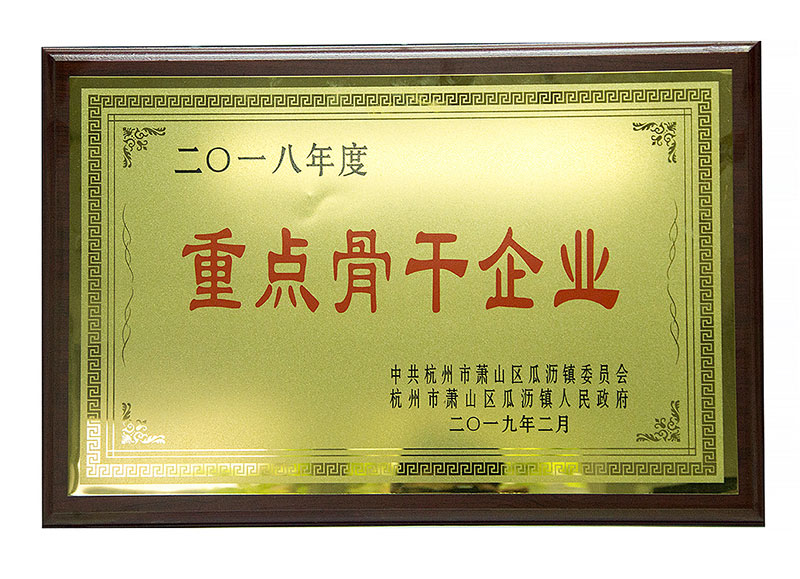 二〇一八年度
重点骨干企业
中共杭州市萧山区瓜沥镇委员会
杭州市萧山区瓜沥镇人民政府
二〇一九年二月